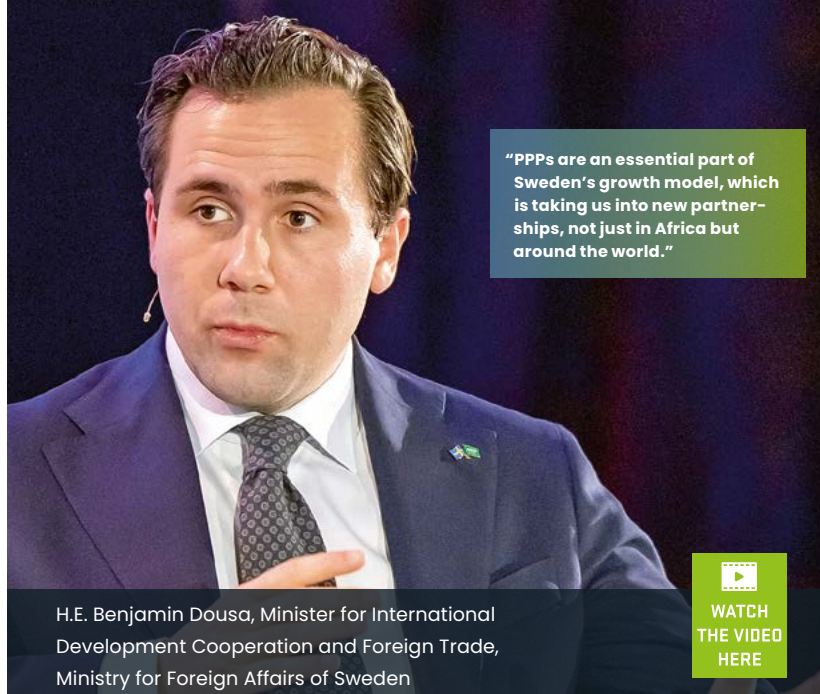 “PPPs are an essential part of
Sweden’s growth model, which
is taking us into new partner-
ships, not just in Africa but
around the world.”
H.E. Benjamin Dousa, Minister for International
Development Cooperation and Foreign Trade,
Ministry for Foreign Affairs of Sweden
WATCH
THE VIDEO
HERE